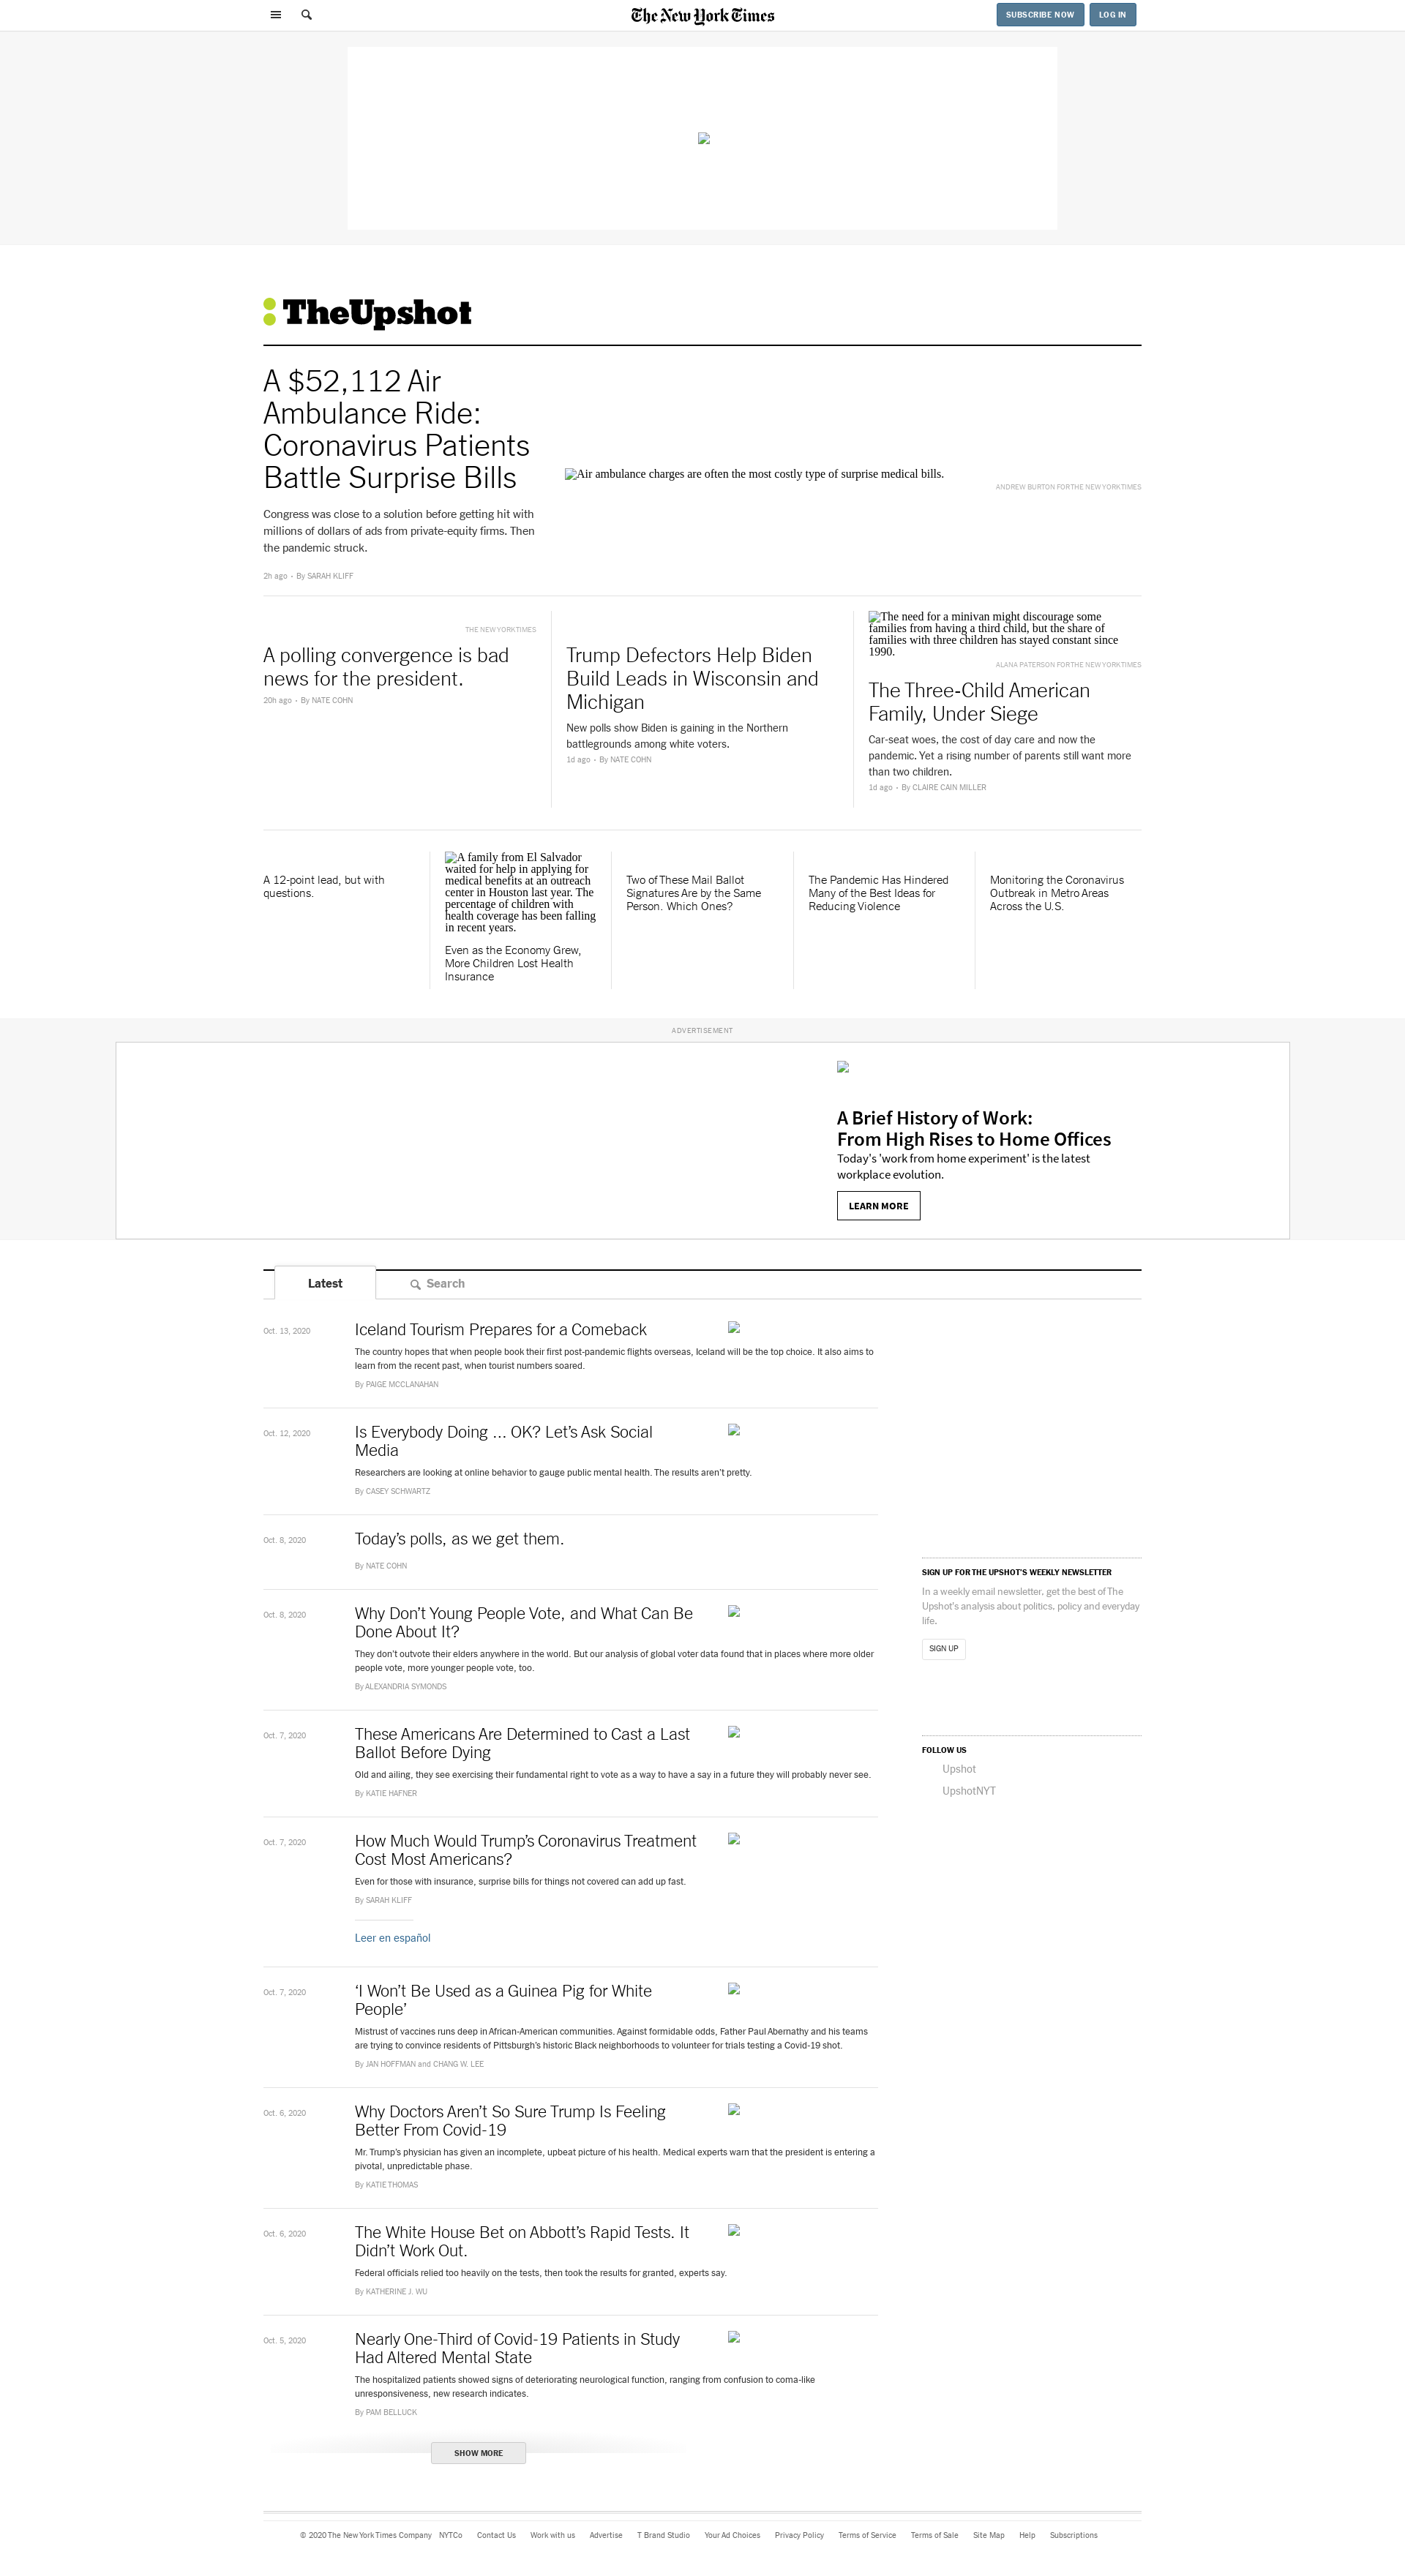 The New York Times
SUBSCRIBE NOW
LOG IN
TheUpshot
A $52,112 Air
Ambulance Ride:
Coronavirus Patients
Battle Surprise Bills
Congress was close to a solution before getting hit with
millions of dollars of ads from private-equity firms. Then
the pandemic struck.
2h ago • By SARAH KLIFF
Air ambulance charges are often the most costly type of surprise medical bills.
ANDREW BURTON FOR THE NEW YORK TIMES
THE NEW YORK TIMES
A polling convergence is bad
news for the president.
20h ago • By NATE COHN
Trump Defectors Help Biden
Build Leads in Wisconsin and
Michigan
New polls show Biden is gaining in the Northern
battlegrounds among white voters.
1d ago • By NATE COHN
The need for a minivan might discourage some
families from having a third child, but the share of
families with three children has stayed constant since
1990.
ALANA PATERSON FOR THE NEW YORK TIMES
The Three-Child American
Family, Under Siege
Car-seat woes, the cost of day care and now the
pandemic. Yet a rising number of parents still want more
than two children.
1d ago • By CLAIRE CAIN MILLER
A 12-point lead, but with
questions.
A family from El Salvador
waited for help in applying for
medical benefits at an outreach
center in Houston last year. The
percentage of children with
health coverage has been falling
in recent years.
Even as the Economy Grew,
More Children Lost Health
Insurance
Two of These Mail Ballot
Signatures Are by the Same
Person. Which Ones?
The Pandemic Has Hindered
Many of the Best Ideas for
Reducing Violence
Monitoring the Coronavirus
Outbreak in Metro Areas
Across the U.S.
ADVERTISEMENT
A Brief History of Work:
From High Rises to Home Offices
Today's 'work from home experiment' is the latest
workplace evolution.
LEARN MORE
Latest
Search
Oct. 13, 2020
Iceland Tourism Prepares for a Comeback
The country hopes that when people book their first post-pandemic flights overseas, Iceland will be the top choice. It also aims to
learn from the recent past, when tourist numbers soared.
By PAIGE MCCLANAHAN
Oct. 12, 2020
Is Everybody Doing ... OK? Let’s Ask Social
Media
Researchers are looking at online behavior to gauge public mental health. The results aren’t pretty.
By CASEY SCHWARTZ
Oct. 8, 2020
Today’s polls, as we get them.
By NATE COHN
Oct. 8, 2020
Why Don’t Young People Vote, and What Can Be
Done About It?
They don’t outvote their elders anywhere in the world. But our analysis of global voter data found that in places where more older
people vote, more younger people vote, too.
By ALEXANDRIA SYMONDS
Oct. 7, 2020
These Americans Are Determined to Cast a Last
Ballot Before Dying
Old and ailing, they see exercising their fundamental right to vote as a way to have a say in a future they will probably never see.
By KATIE HAFNER
Oct. 7, 2020
How Much Would Trump’s Coronavirus Treatment
Cost Most Americans?
Even for those with insurance, surprise bills for things not covered can add up fast.
By SARAH KLIFF
Leer en español
Oct. 7, 2020
‘I Won’t Be Used as a Guinea Pig for White
People’
Mistrust of vaccines runs deep in African-American communities. Against formidable odds, Father Paul Abernathy and his teams
are trying to convince residents of Pittsburgh’s historic Black neighborhoods to volunteer for trials testing a Covid-19 shot.
By JAN HOFFMAN and CHANG W. LEE
Oct. 6, 2020
Why Doctors Aren’t So Sure Trump Is Feeling
Better From Covid-19
Mr. Trump’s physician has given an incomplete, upbeat picture of his health. Medical experts warn that the president is entering a
pivotal, unpredictable phase.
By KATIE THOMAS
Oct. 6, 2020
The White House Bet on Abbott’s Rapid Tests. It
Didn’t Work Out.
Federal officials relied too heavily on the tests, then took the results for granted, experts say.
By KATHERINE J. WU
Oct. 5, 2020
Nearly One-Third of Covid-19 Patients in Study
Had Altered Mental State
The hospitalized patients showed signs of deteriorating neurological function, ranging from confusion to coma-like
unresponsiveness, new research indicates.
By PAM BELLUCK
SHOW MORE
SIGN UP FOR THE UPSHOT'S WEEKLY NEWSLETTER
In a weekly email newsletter, get the best of The
Upshot's analysis about politics, policy and everyday
life.
SIGN UP
FOLLOW US
Upshot
UpshotNYT
© 2020 The New York Times Company NYTCo Contact Us Work with us Advertise T Brand Studio Your Ad Choices Privacy Policy Terms of Service Terms of Sale Site Map Help Subscriptions